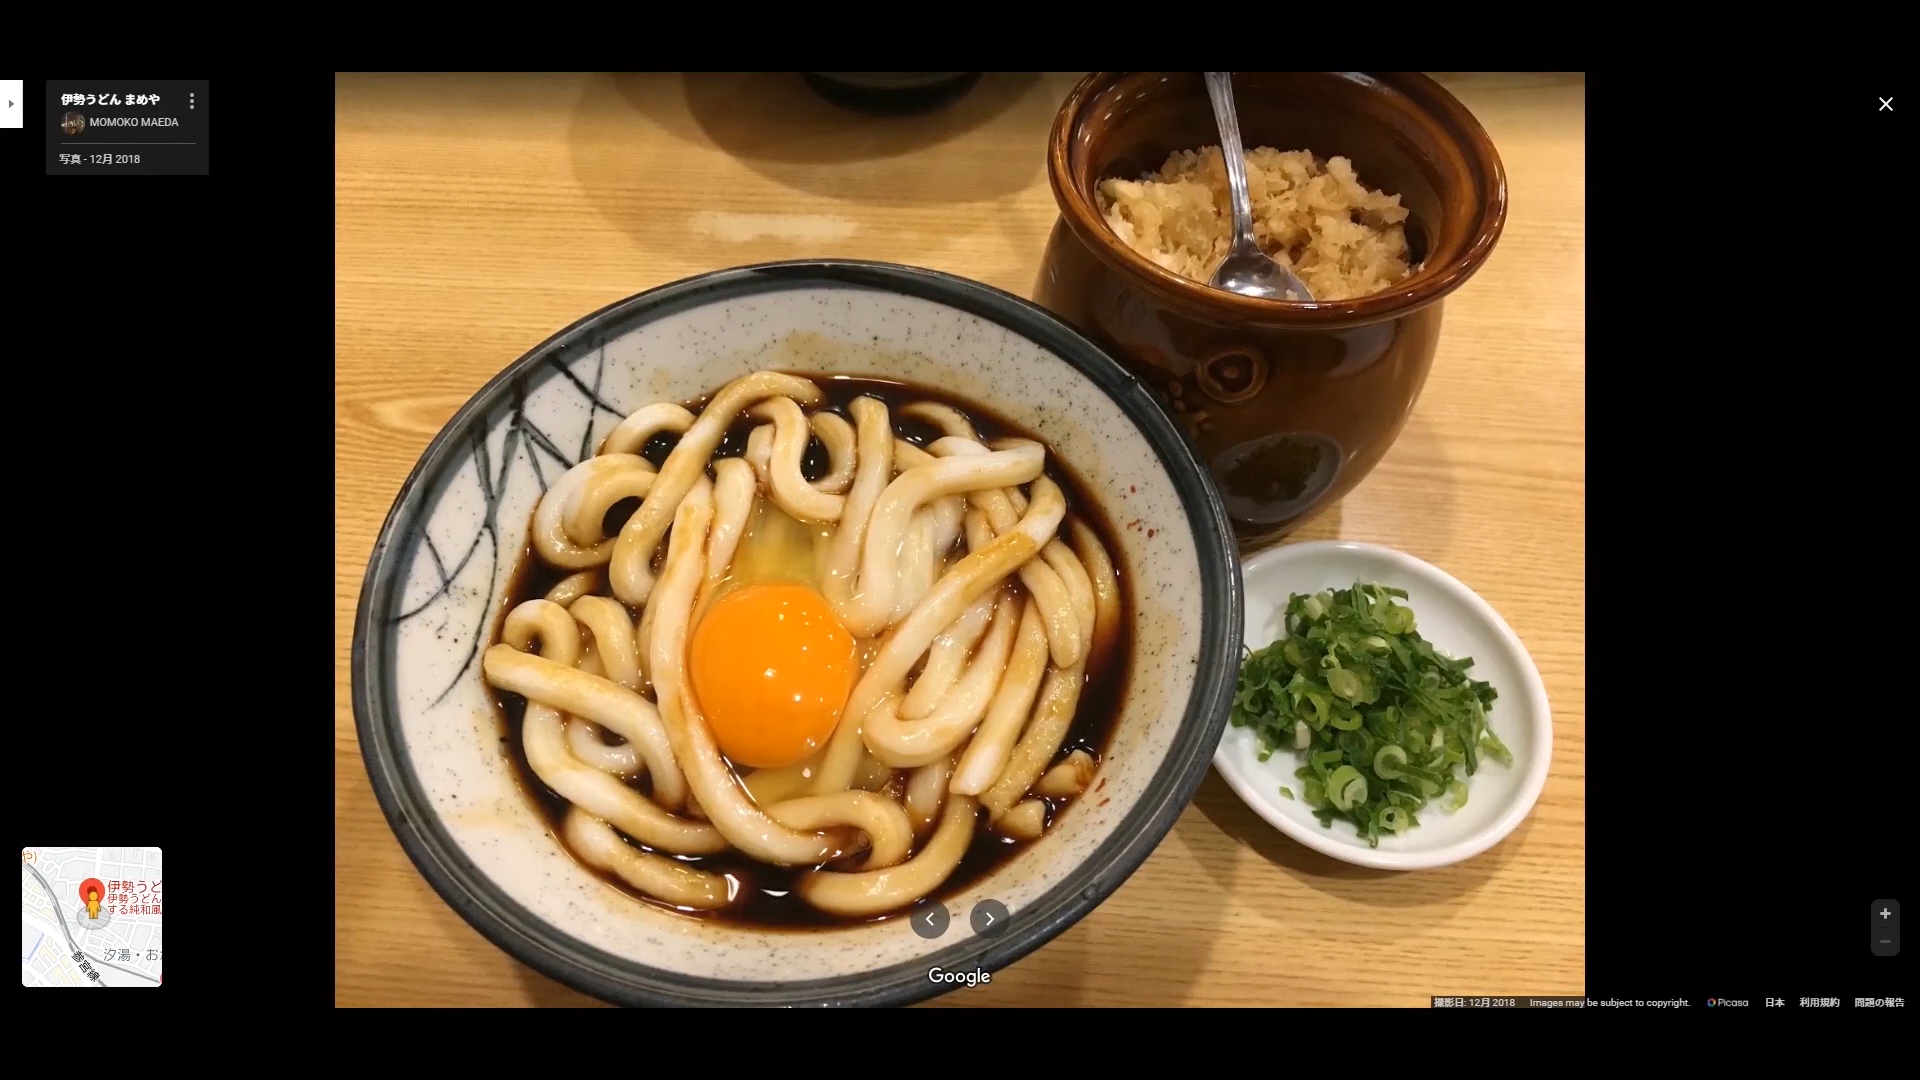 伊勢うどん まめや
MOMOKO MAEDA
写真 - 12月 2018
や)
伊勢うど
伊勢うどん
する純和風
汐湯・お
参宮線
Google
撮影日: 12月 2018 Images may be subject to copyright. Picasa 日本 利用規約 問題の報告